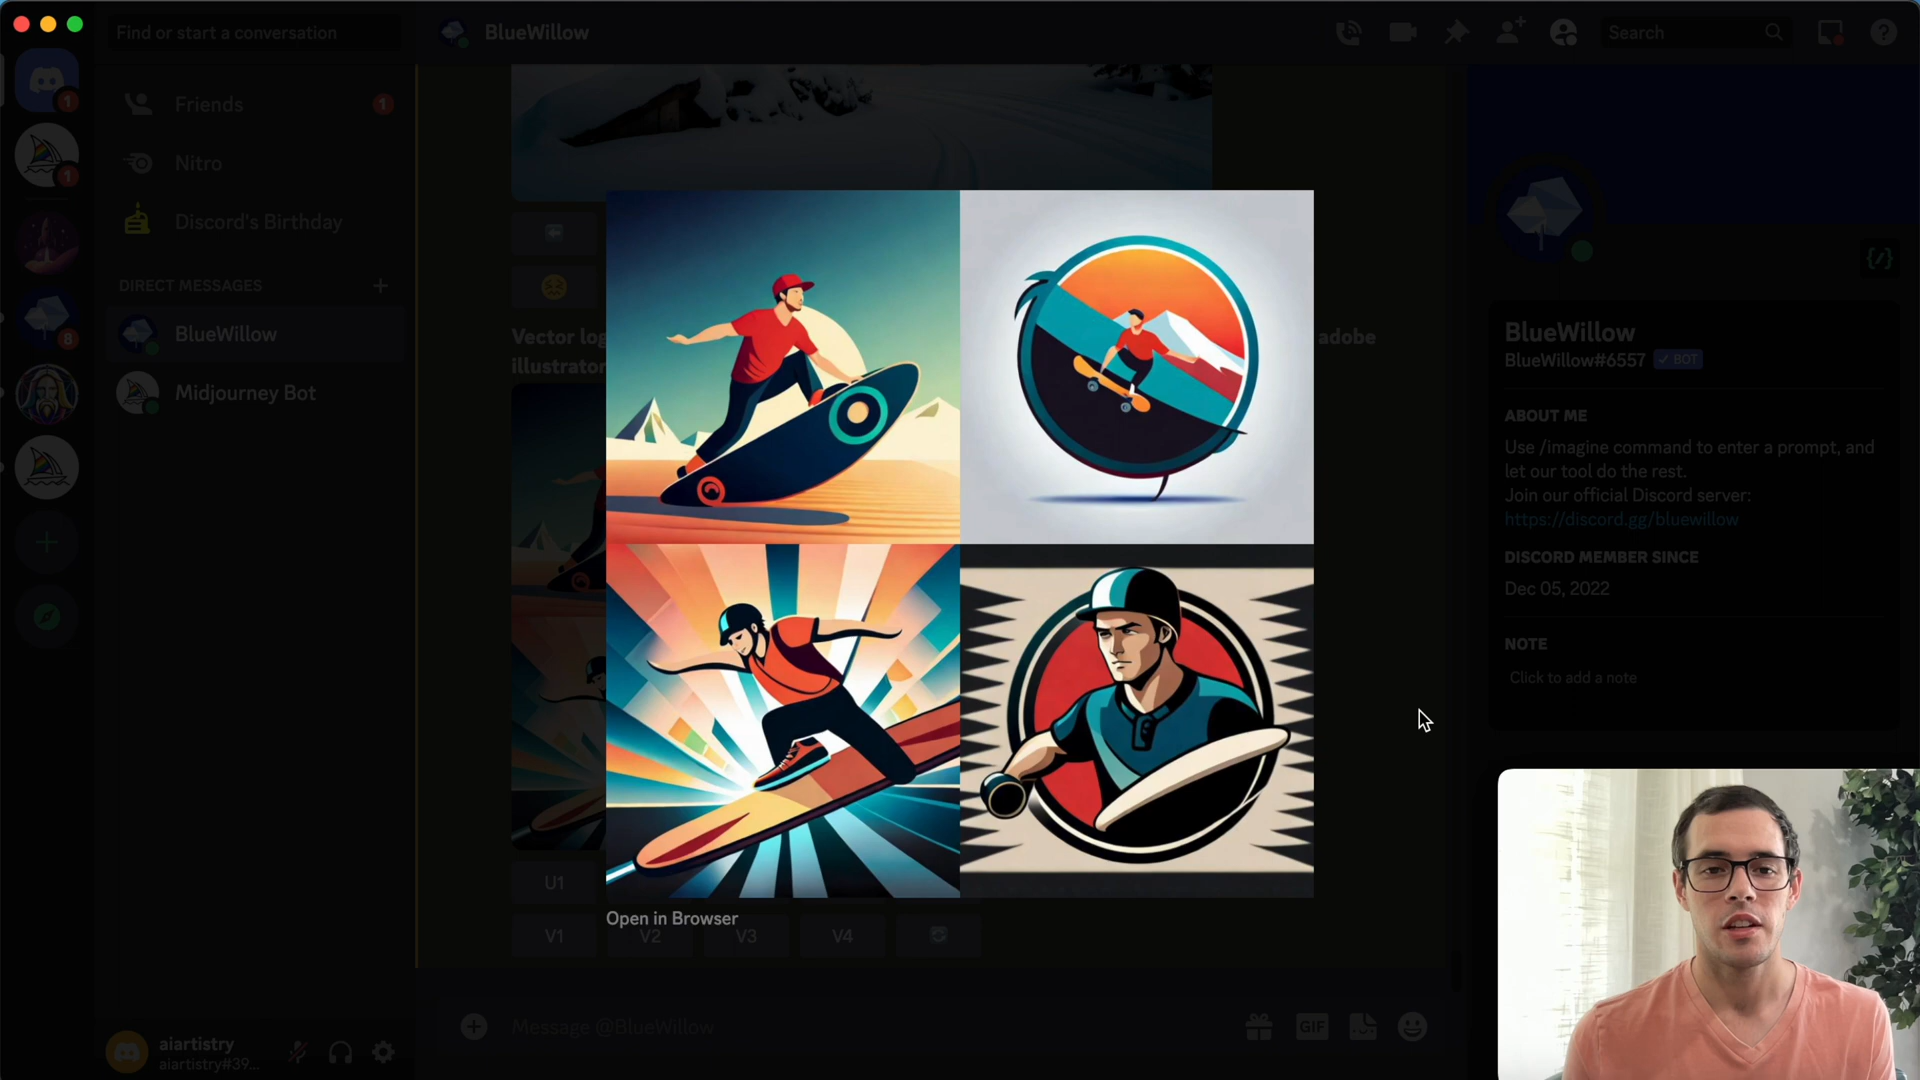 Find or start a conversation
BlueWillow
Search
1
Friends
1
1
Nitro
Discord's Birthday
DIRECT MESSAGES
BlueWillow
8
Midjourney Bot
Vector log
adobe
illustrator
U1
Open in Browser
V1
V2
V3
V4
Message @BlueWillow
GIF
aiartistry
aiartistry#39...
BlueWillow
BlueWillow#6557
BOT
ABOUT ME
Use /imagine command to enter a prompt, and
let our tool do the rest.
Join our official Discord server:
https://discord.gg/bluewillow
DISCORD MEMBER SINCE
Dec 05, 2022
NOTE
Click to add a note